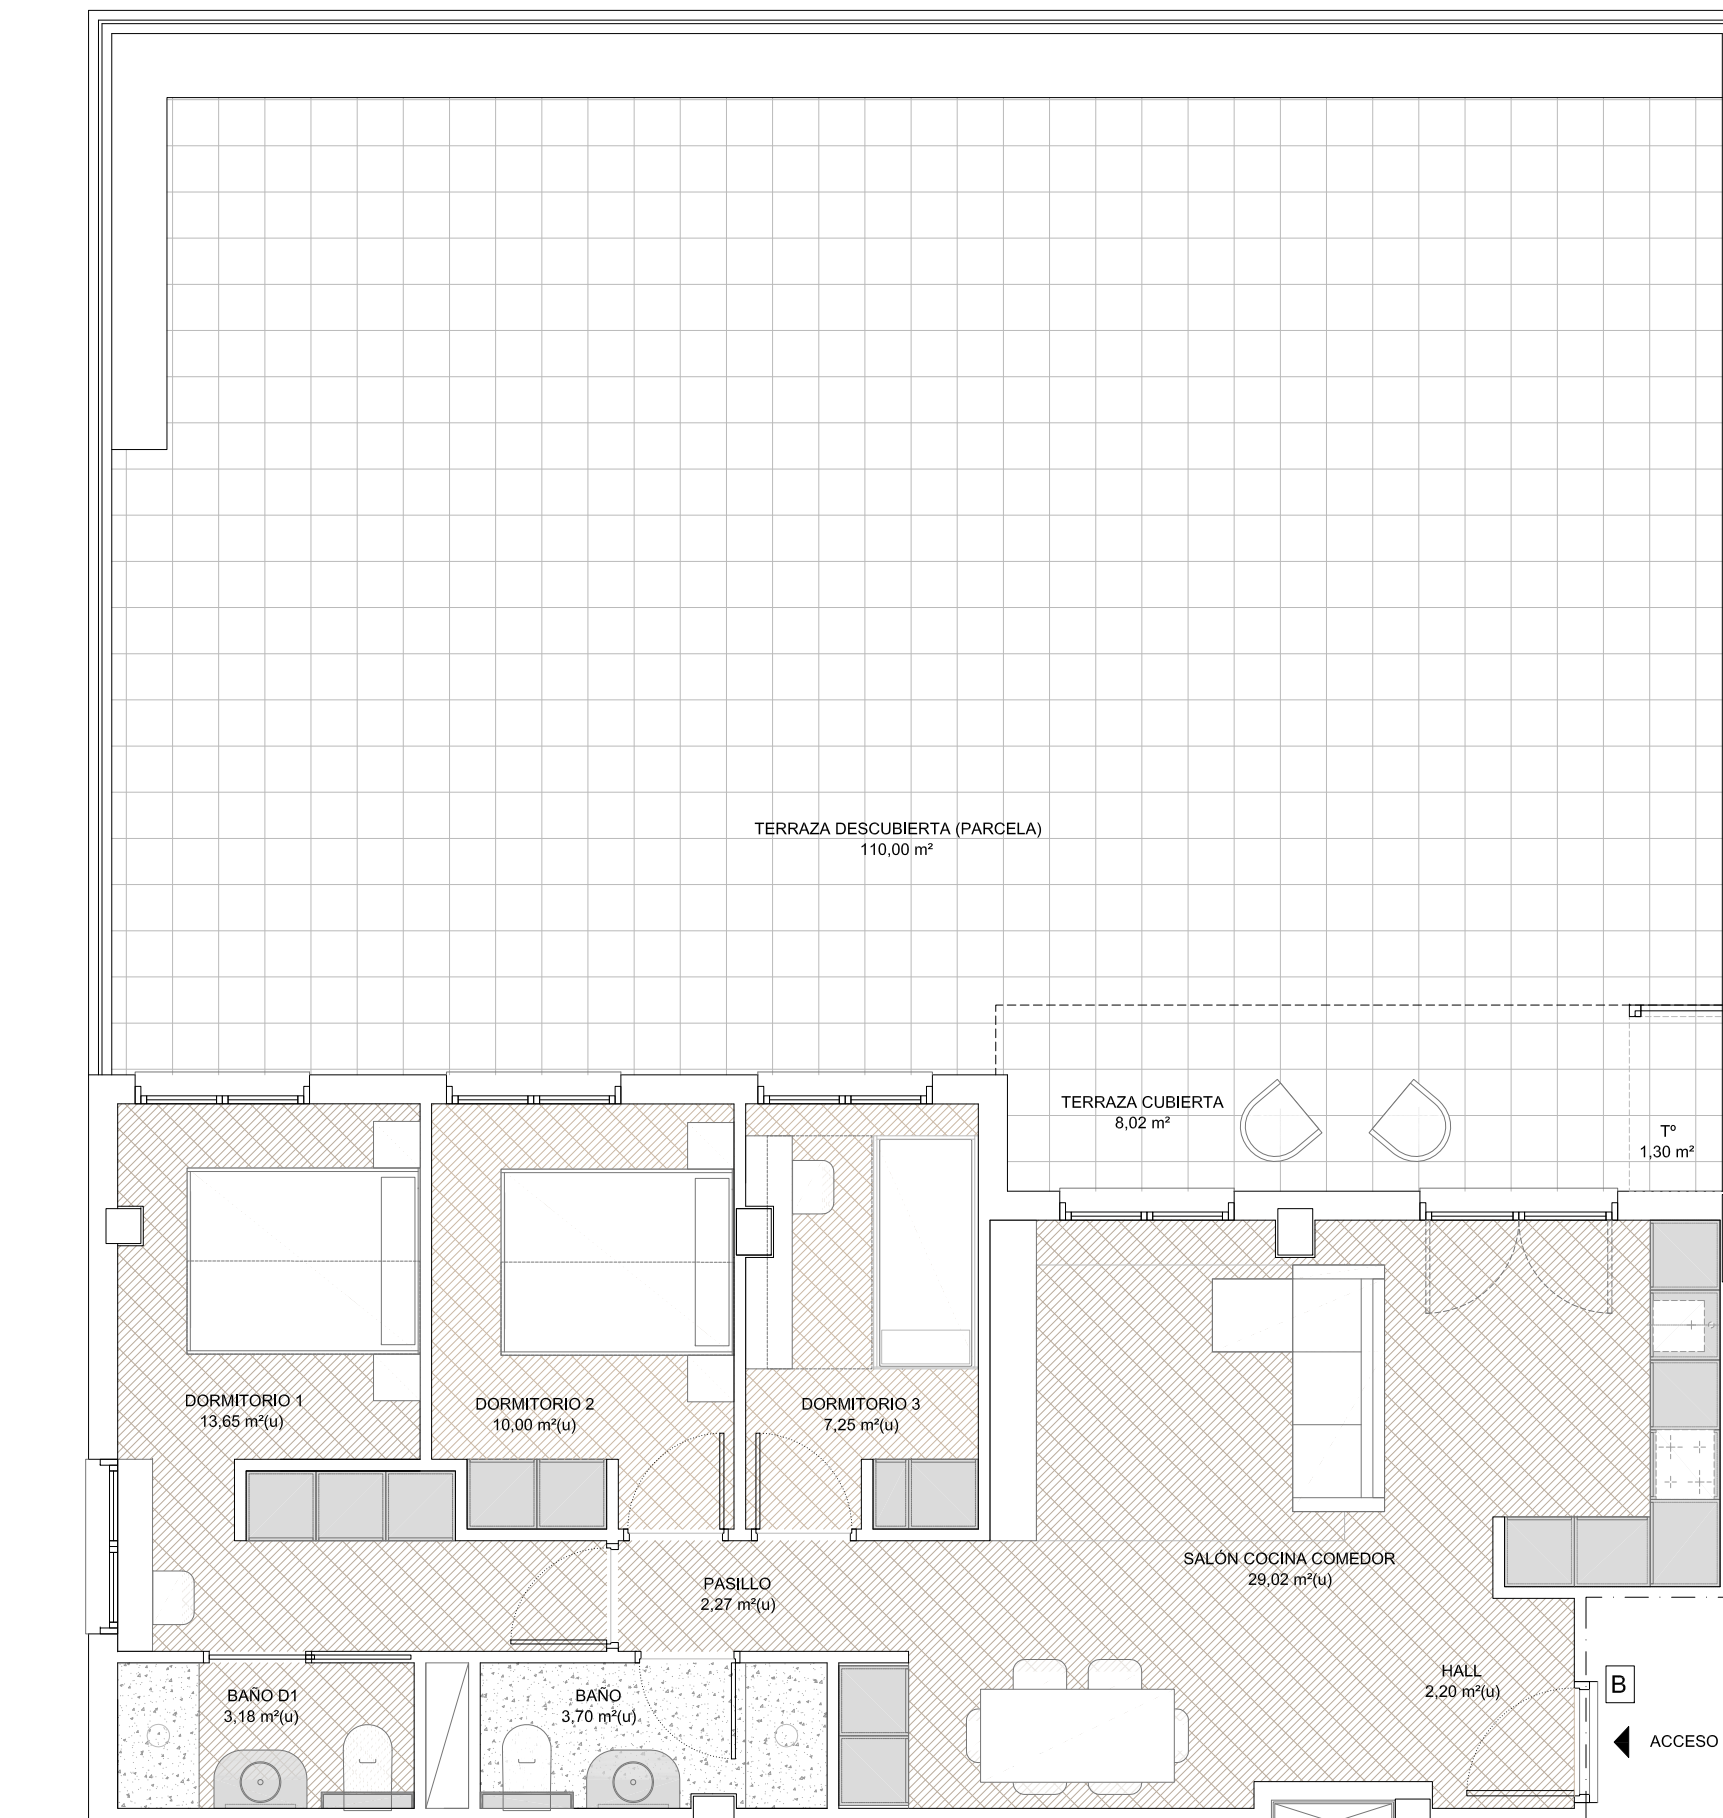 TERRAZA DESCUBIERTA (PARCELA)
110,00 m²
TERRAZA CUBIERTA
8,02 m²
Tº
1,30 m²
DORMITORIO 1
13,65 m²(u)
DORMITORIO 2
10,00 m²(u)
DORMITORIO 3
7,25 m²(u)
SALÓN COCINA COMEDOR
29,02 m²(u)
PASILLO
2,27 m²(u)
HALL
2,20 m²(u)
B
BAÑO D1
3,18 m²(u)
BAÑO
3,70 m²(u)
ACCESO